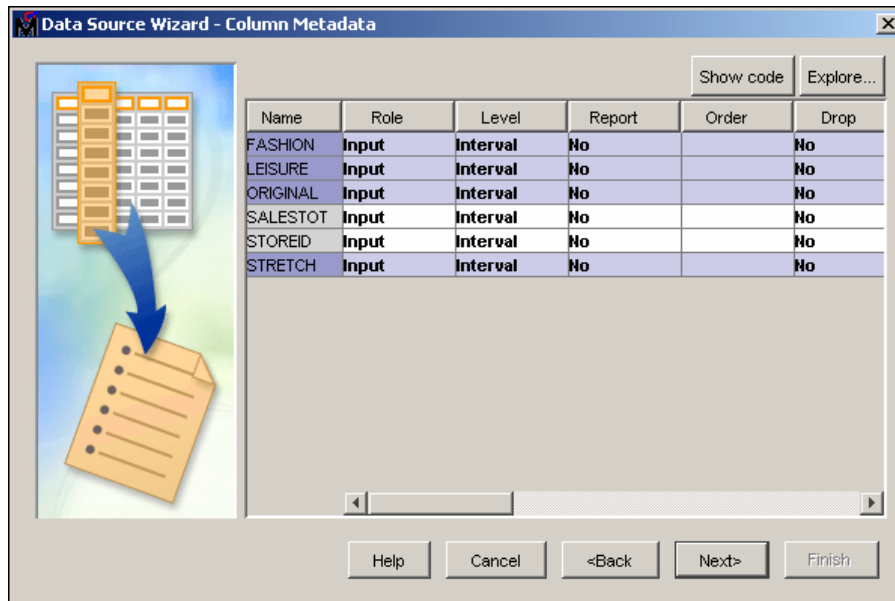 Data Source Wizard - Column Metadata
Show code Explore...
Name Role Level Report Order Drop
FASHION Input Interval No No
LEISURE Input Interval No No
ORIGINAL Input Interval No No
SALESTOT Input Interval No No
STOREID Input Interval No No
STRETCH Input Interval No No
Help Cancel <Back Next> Finish